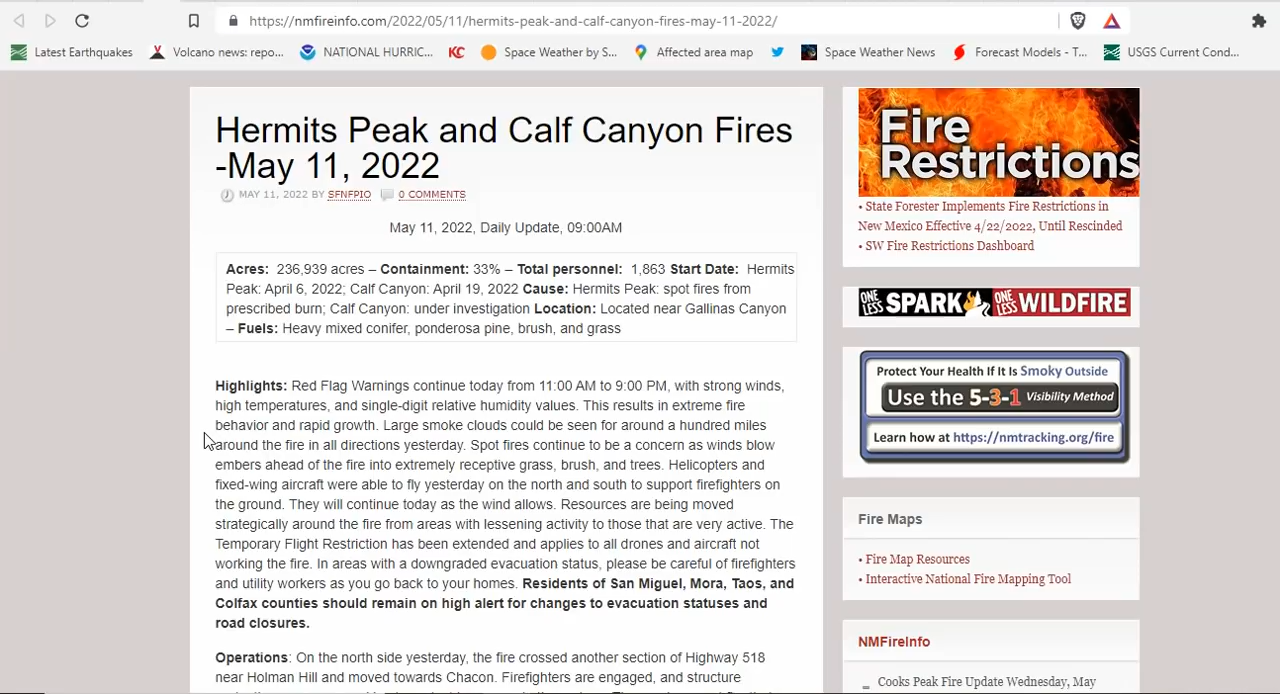 https://nmfireinfo.com/2022/05/11/hermits-peak-and-calf-canyon-fires-may-11-2022/
Latest Earthquakes
Volcano news: repo...
NATIONAL HURRIC...
KC
Space Weather by S...
Affected area map
Space Weather News
Forecast Models - T...
USGS Current Cond...
Hermits Peak and Calf Canyon Fires
-May 11, 2022
MAY 11, 2022 BY SFNFPIO 0 COMMENTS
May 11, 2022, Daily Update, 09:00AM
Acres: 236,939 acres – Containment: 33% – Total personnel: 1,863 Start Date: Hermits
Peak: April 6, 2022; Calf Canyon: April 19, 2022 Cause: Hermits Peak: spot fires from
prescribed burn; Calf Canyon: under investigation Location: Located near Gallinas Canyon
– Fuels: Heavy mixed conifer, ponderosa pine, brush, and grass
Highlights: Red Flag Warnings continue today from 11:00 AM to 9:00 PM, with strong winds,
high temperatures, and single-digit relative humidity values. This results in extreme fire
behavior and rapid growth. Large smoke clouds could be seen for around a hundred miles
around the fire in all directions yesterday. Spot fires continue to be a concern as winds blow
embers ahead of the fire into extremely receptive grass, brush, and trees. Helicopters and
fixed-wing aircraft were able to fly yesterday on the north and south to support firefighters on
the ground. They will continue today as the wind allows. Resources are being moved
strategically around the fire from areas with lessening activity to those that are very active. The
Temporary Flight Restriction has been extended and applies to all drones and aircraft not
working the fire. In areas with a downgraded evacuation status, please be careful of firefighters
and utility workers as you go back to your homes. Residents of San Miguel, Mora, Taos, and
Colfax counties should remain on high alert for changes to evacuation statuses and
road closures.
Operations: On the north side yesterday, the fire crossed another section of Highway 518
near Holman Hill and moved towards Chacon. Firefighters are engaged, and structure
Fire
Restrictions
• State Forester Implements Fire Restrictions in
New Mexico Effective 4/22/2022, Until Rescinded
• SW Fire Restrictions Dashboard
ONE LESS SPARK ONE LESS WILDFIRE
Protect Your Health If It Is Smoky Outside
Use the 5-3-1 Visibility Method
Learn how at https://nmtracking.org/fire
Fire Maps
• Fire Map Resources
• Interactive National Fire Mapping Tool
NMFireInfo
Cooks Peak Fire Update Wednesday, May